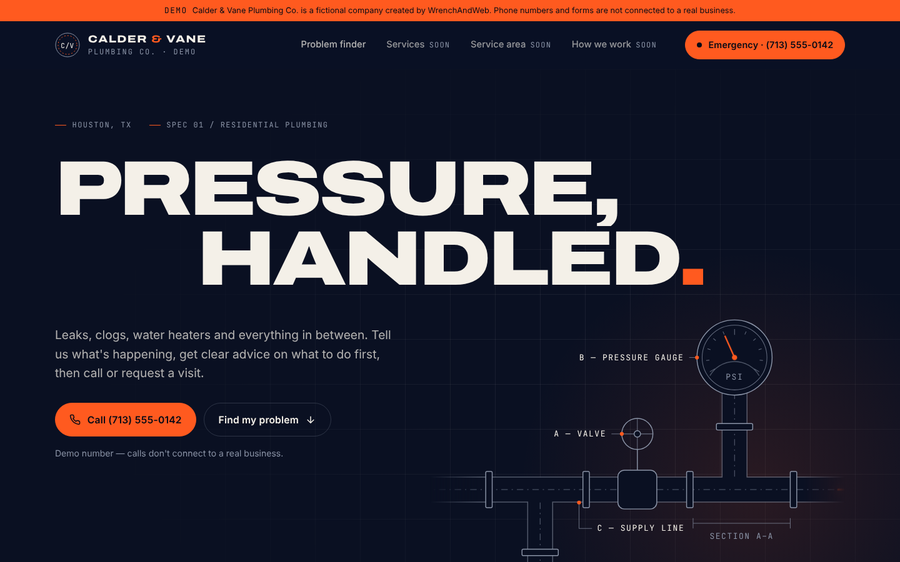 DEMO Calder & Vane Plumbing Co. is a fictional company created by WrenchAndWeb. Phone numbers and forms are not connected to a real business.
C/V
CALDER & VANE
PLUMBING CO. · DEMO
Problem finder
Services SOON
Service area SOON
How we work SOON
Emergency · (713) 555-0142
HOUSTON, TX
SPEC 01 / RESIDENTIAL PLUMBING
PRESSURE,
HANDLED.
Leaks, clogs, water heaters and everything in between. Tell
us what's happening, get clear advice on what to do first,
then call or request a visit.
Call (713) 555-0142
Find my problem ↓
Demo number — calls don't connect to a real business.
B — PRESSURE GAUGE
PSI
A — VALVE
C — SUPPLY LINE
SECTION A–A